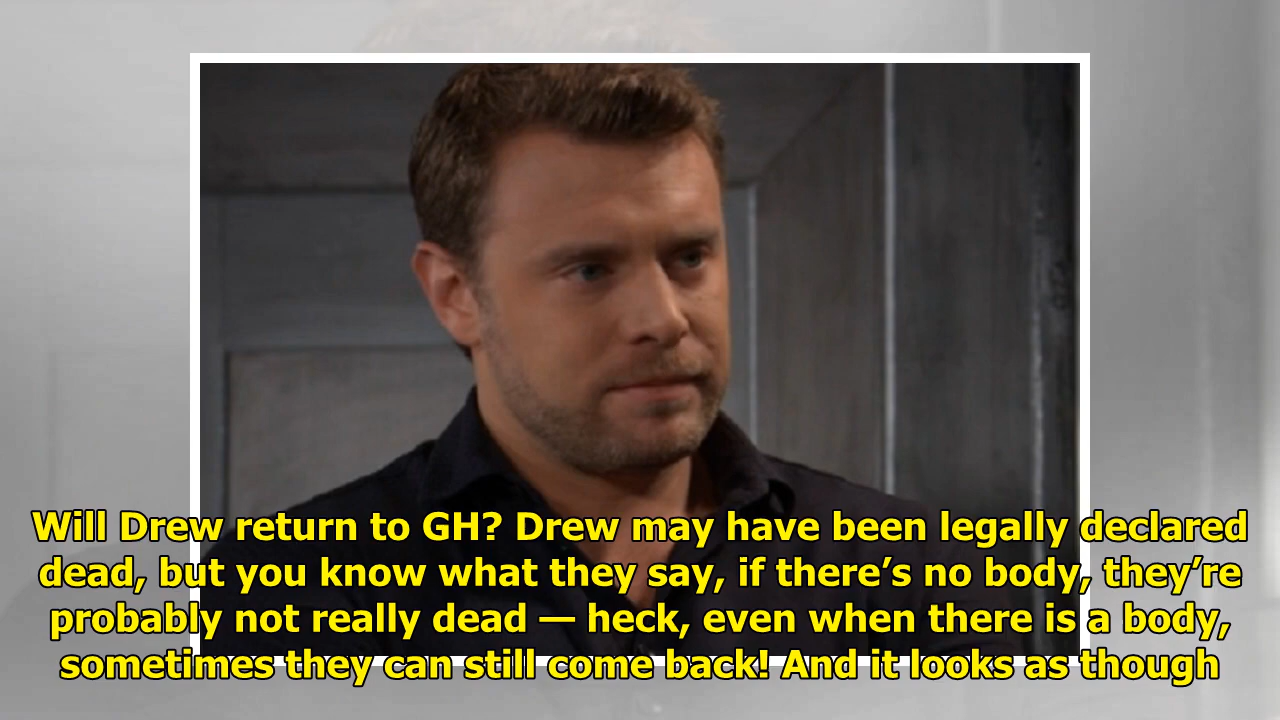 Will Drew return to GH? Drew may have been legally declared
dead, but you know what they say, if there’s no body, they’re
probably not really dead — heck, even when there is a body,
sometimes they can still come back! And it looks as though